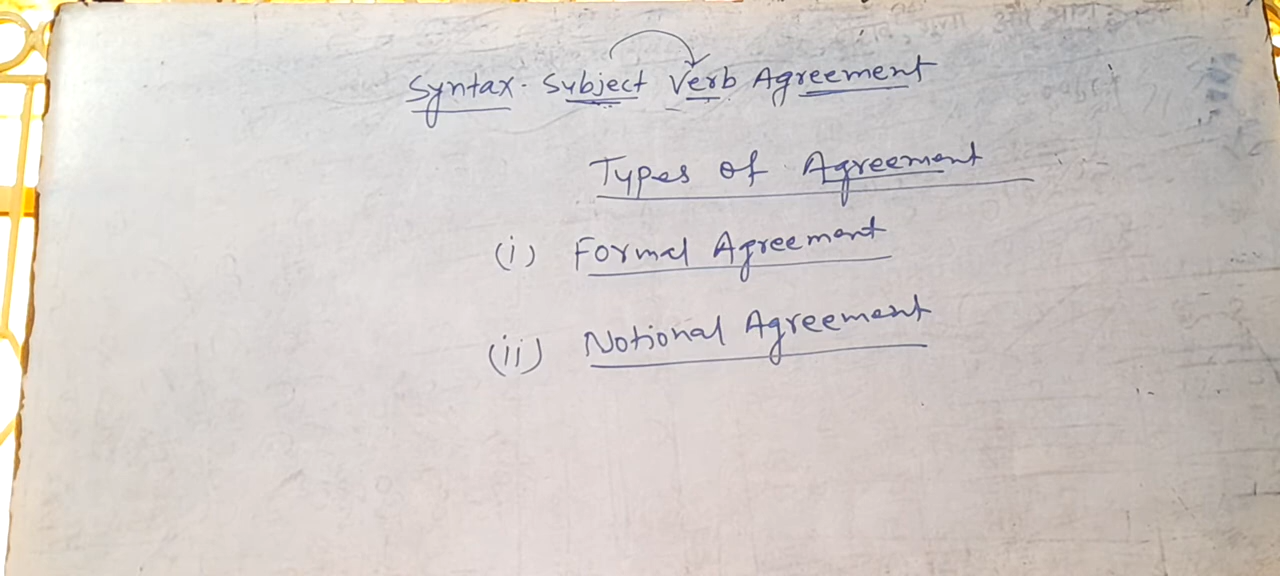 Syntax. Subject Verb Agreement
Types of Agreement
(i) Formal Agreement
(ii) Notional Agreement